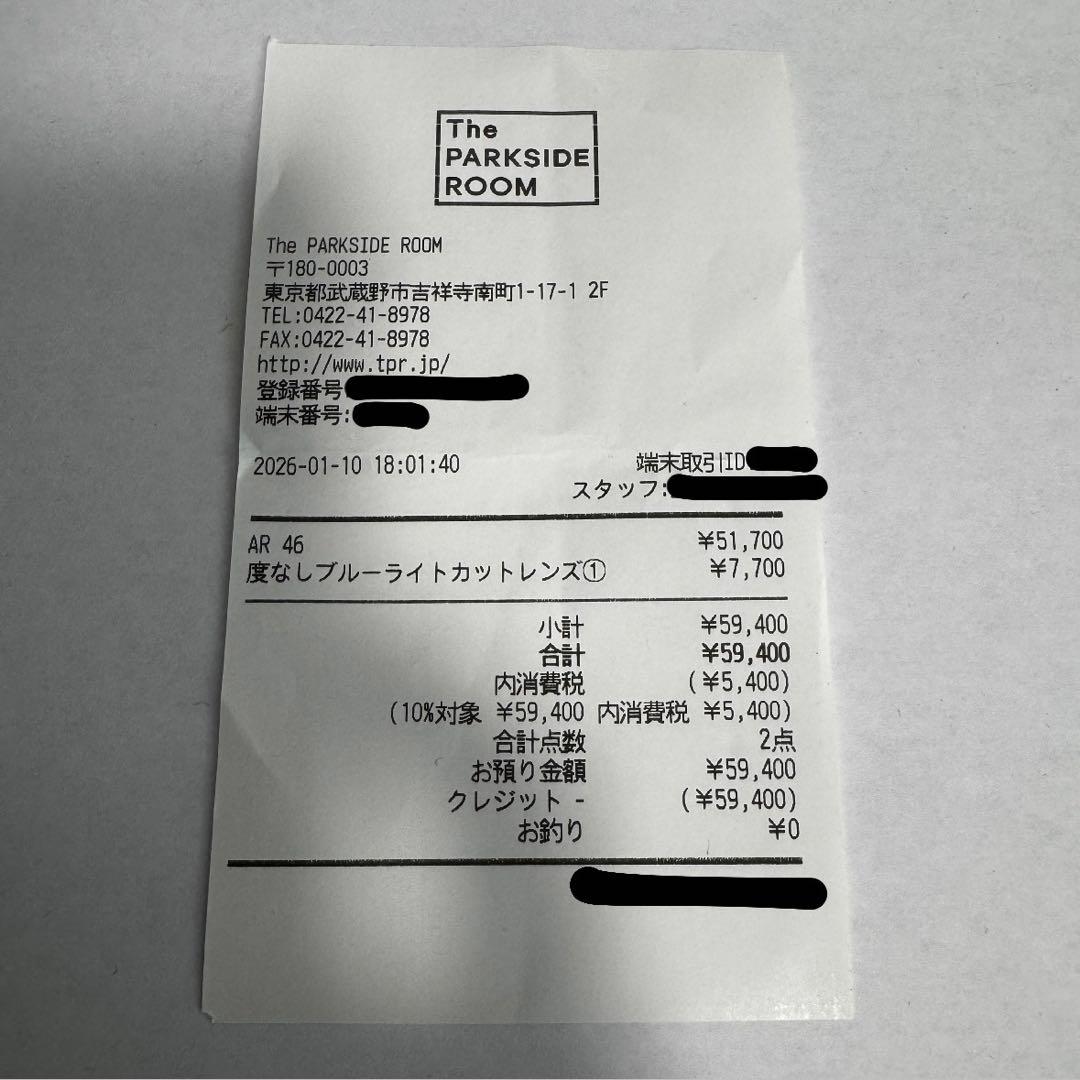 The
PARKSIDE
ROOM
The PARKSIDE ROOM
〒180-0003
東京都武蔵野市吉祥寺南町1-17-1 2F
TEL:0422-41-8978
FAX:0422-41-8978
http://www.tpr.jp/
登録番号
端末番号:
2026-01-10 18:01:40 端末取引ID
スタッフ:
AR 46 ¥51,700
度なしブルーライトカットレンズ① ¥7,700
小計 ¥59,400
合計 ¥59,400
内消費税 (¥5,400)
(10%対象 ¥59,400 内消費税 ¥5,400)
合計点数 2点
お預り金額 ¥59,400
クレジット - (¥59,400)
お釣り ¥0